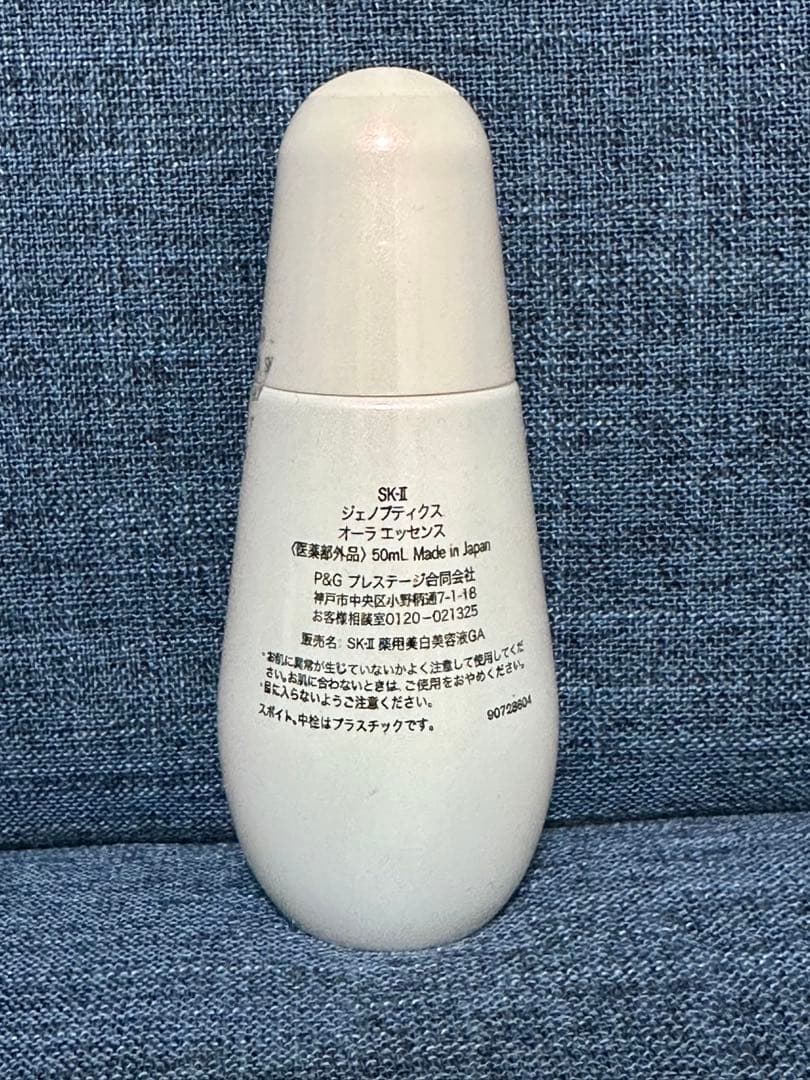 SK-II
ジェノプティクス
オーラ エッセンス
〈医薬部外品〉 50mL Made in Japan
P&G プレステージ合同会社
神戸市中央区小野柄通7-1-18
お客様相談室0120-021325
販売名: SK-II 薬用美白美容液GA
・お肌に異常が生じていないかよく注意して使用してくだ
さい。お肌に合わないときは、ご使用をおやめください。
・目に入らないようご注意ください。
スポイト、中栓はプラスチックです。
90728604